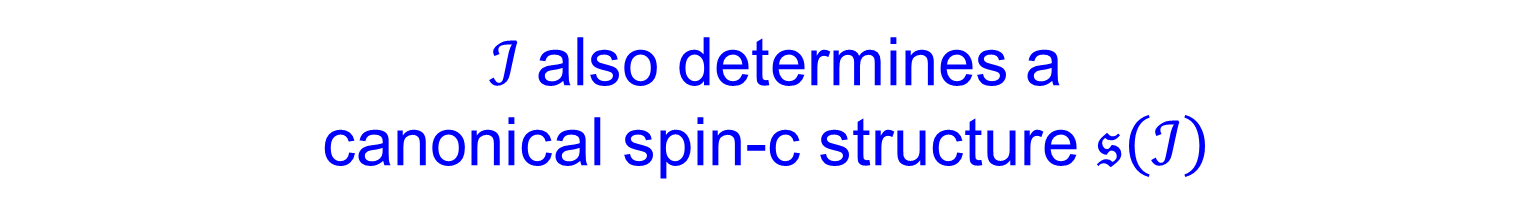 ℐ also determines a
canonical spin-c structure 𝔰(ℐ)